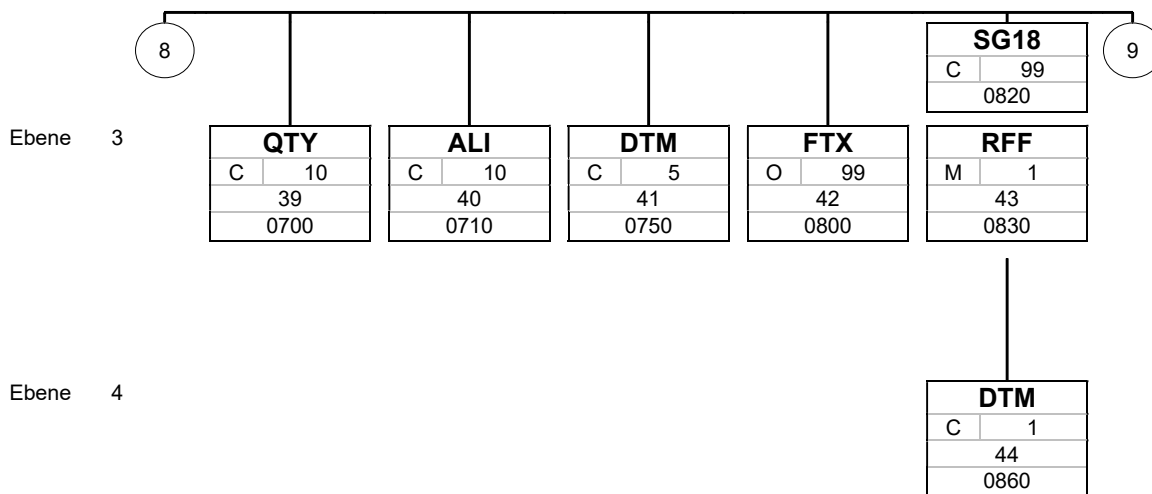 8
SG18
C 99
0820
9
Ebene 3
QTY
C 10
39
0700
ALI
C 10
40
0710
DTM
C 5
41
0750
FTX
O 99
42
0800
RFF
M 1
43
0830
Ebene 4
DTM
C 1
44
0860